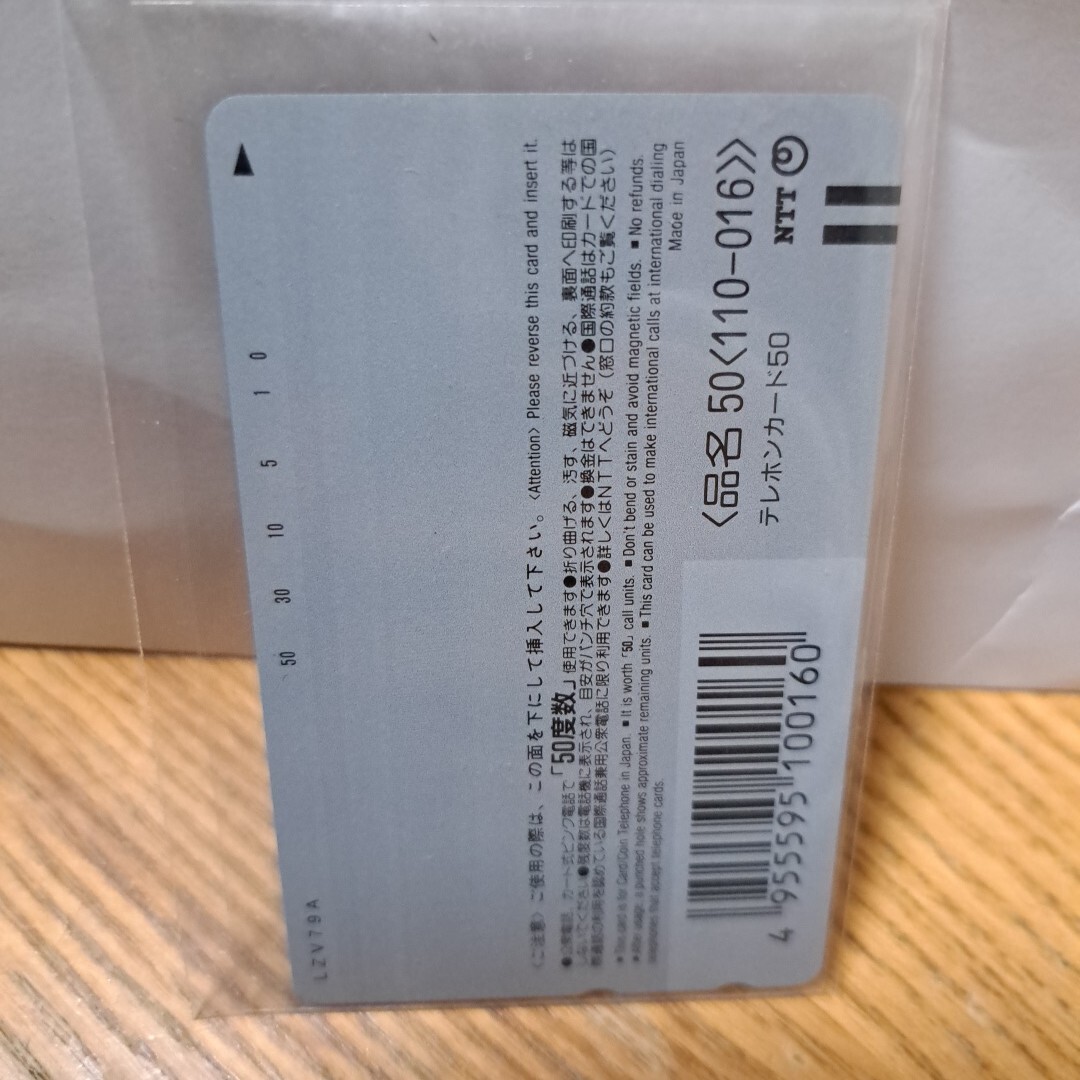 LZV79A
50 30 10 5 1 0
〈ご注意〉ご使用の際は、この面を下にして挿入して下さい。〈Attention〉Please reverse this card and insert it.
●公衆電話、カード式ピンク電話で「50度数」使用できます●折り曲げる、汚す、磁気に近づける、裏面へ印刷する等は
しないでください●残度数は電話機に表示され、目安がパンチ穴で表示されます●換金はできません●国際通話はカードでの国
際通話の利用を認めている国際通話兼用公衆電話に限り利用できます●詳しくはNTTへどうぞ（窓口の約款もご覧ください）
■This card is for Card/Coin Telephone in Japan. ■It is worth「50」call units. ■Don't bend or stain and avoid magnetic fields. ■No refunds.
■After usage, a punched hole shows approximate remaining units. ■This card can be used to make international calls at international dialing
telephones that accept telephone cards. Made in Japan
〈品名 50〈110-016〉〉
テレホンカード50
NTT
4 955595 100160